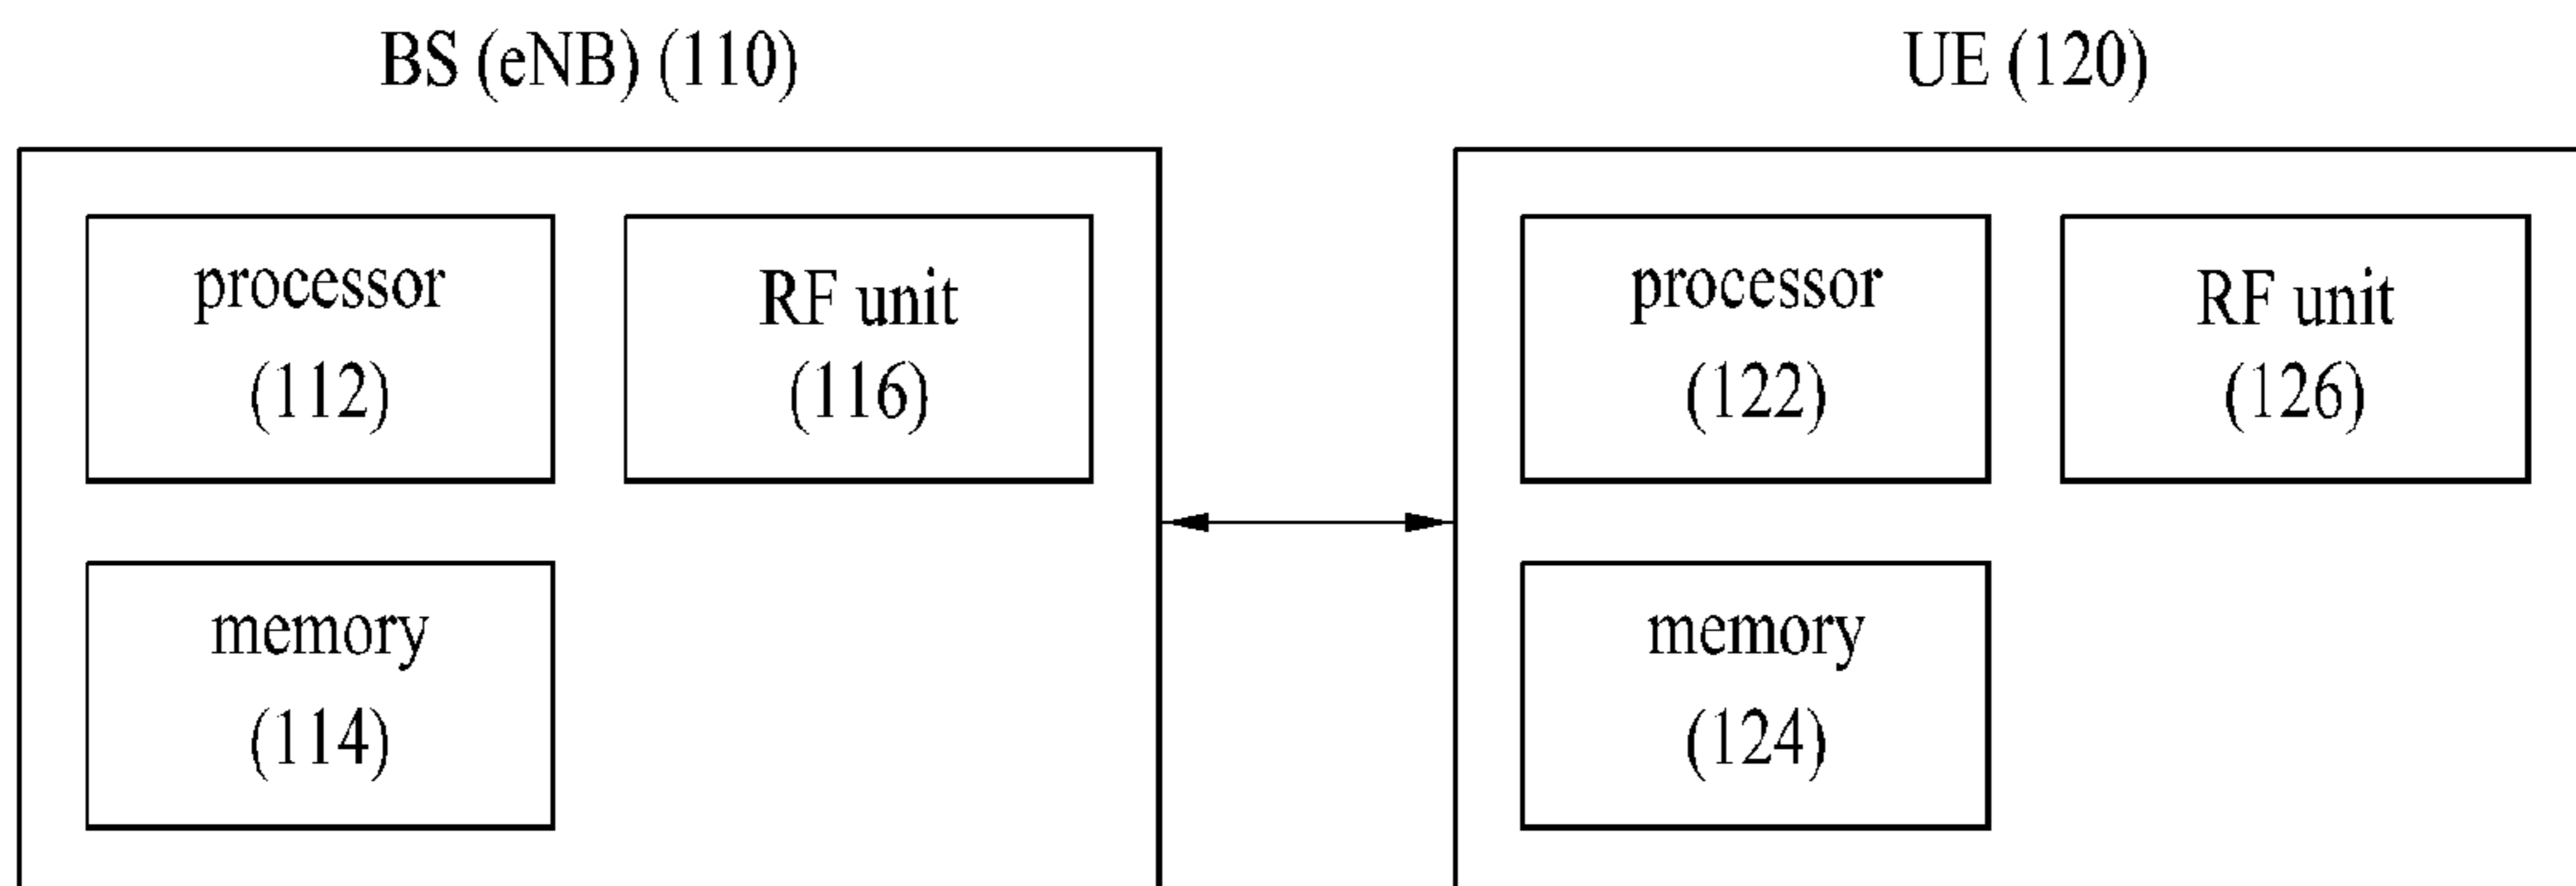 BS (eNB) (110)
processor
(112)
RF unit
(116)
memory
(114)
UE (120)
processor
(122)
RF unit
(126)
memory
(124)